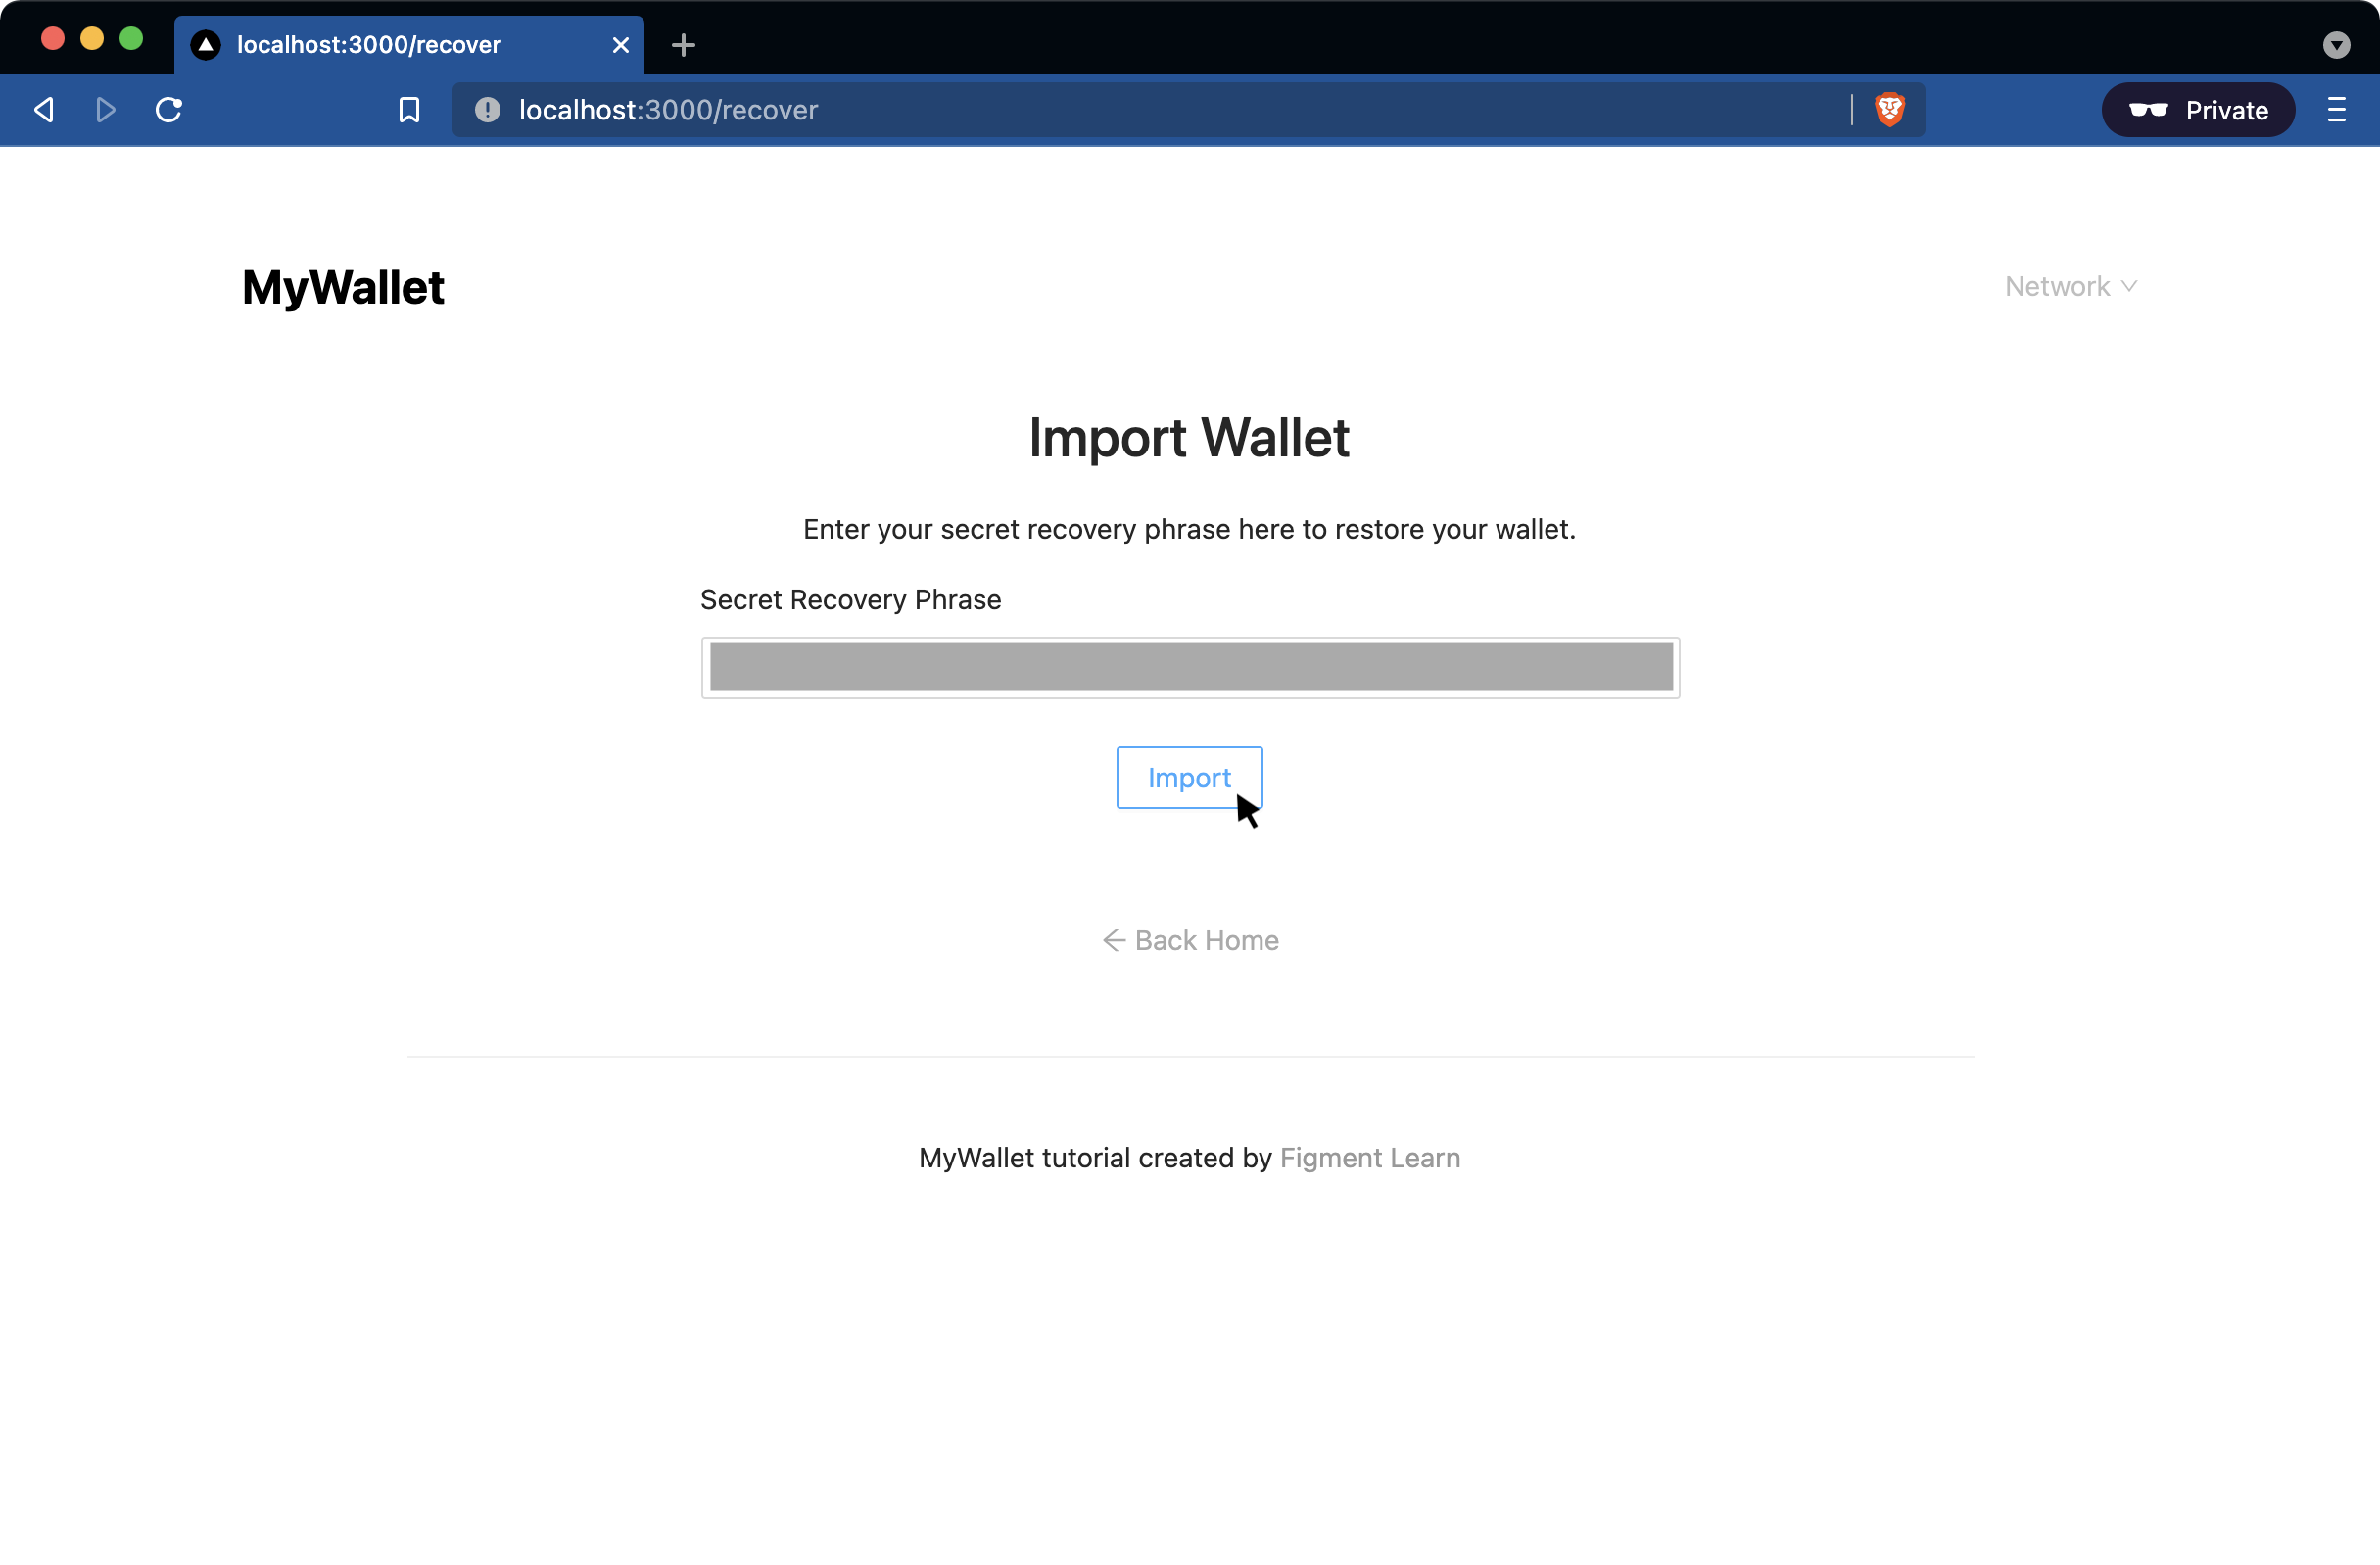 localhost:3000/recover
localhost:3000/recover
Private
MyWallet
Network
Import Wallet
Enter your secret recovery phrase here to restore your wallet.
Secret Recovery Phrase
Import
Back Home
MyWallet tutorial created by Figment Learn